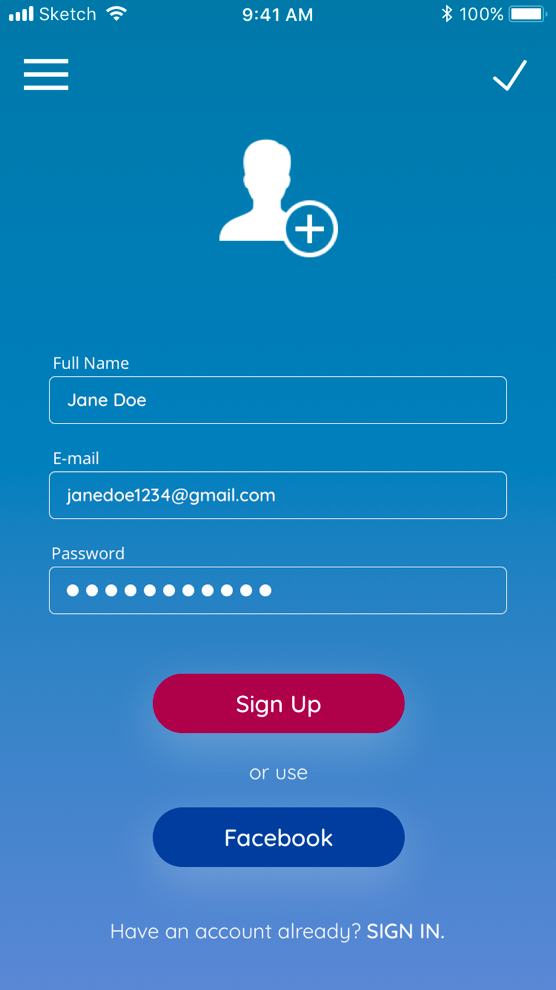 Sketch 9:41 AM 100%
Full Name
Jane Doe
E-mail
janedoe1234@gmail.com
Password
Sign Up
or use
Facebook
Have an account already? SIGN IN.